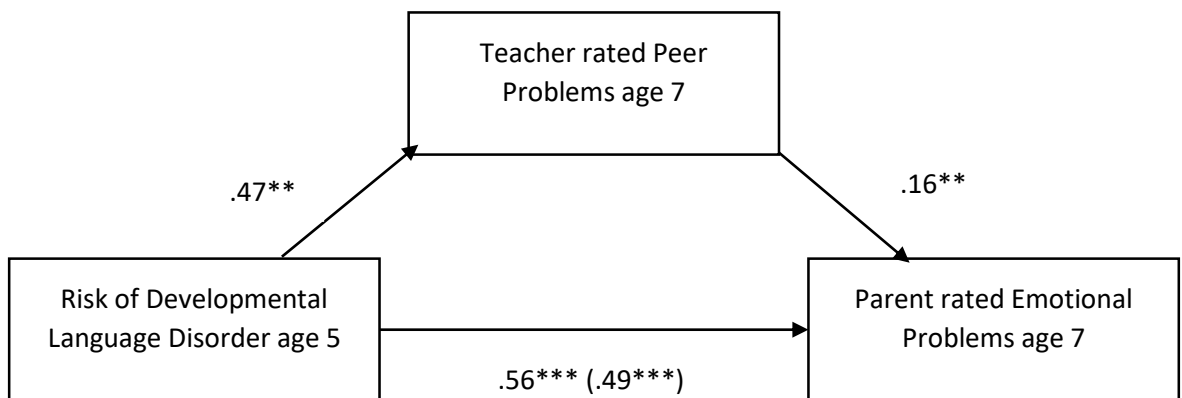 Teacher rated Peer
Problems age 7
.47**
.16**
Risk of Developmental
Language Disorder age 5
Parent rated Emotional
Problems age 7
.56*** (.49***)